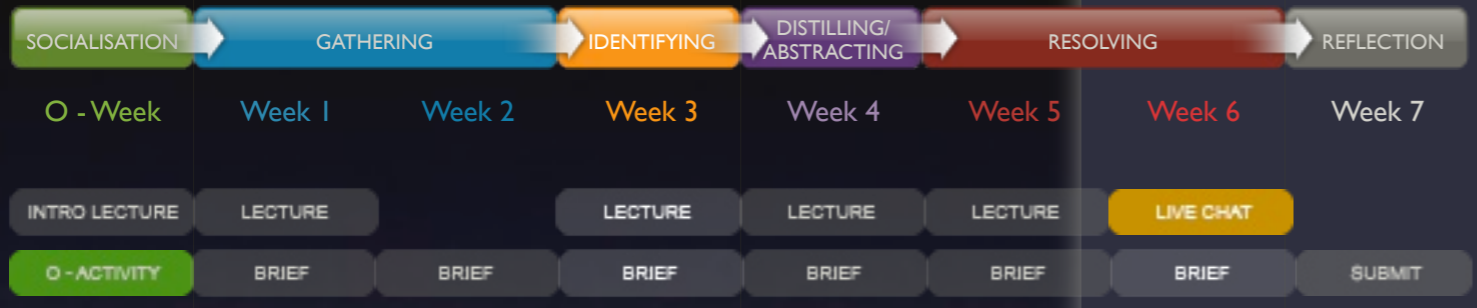 SOCIALISATION GATHERING IDENTIFYING DISTILLING/ RESOLVING REFLECTION
ABSTRACTING
O - Week Week 1 Week 2 Week 3 Week 4 Week 5 Week 6 Week 7
INTRO LECTURE LECTURE LECTURE LECTURE LECTURE LIVE CHAT
O - ACTIVITY BRIEF BRIEF BRIEF BRIEF BRIEF BRIEF SUBMIT